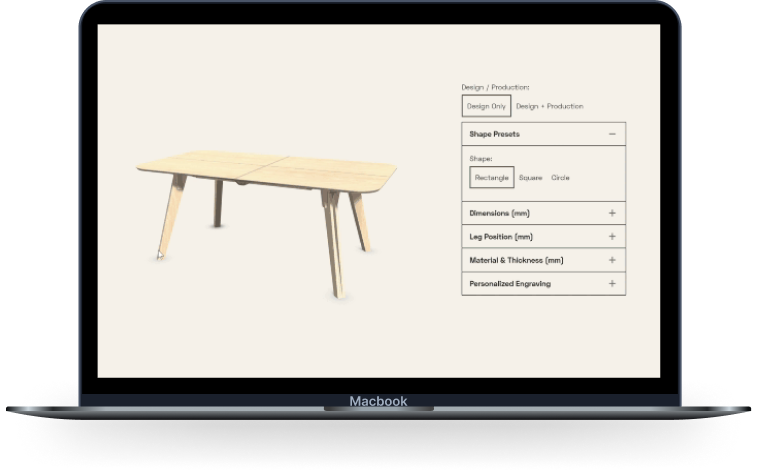 Design / Production:
Design Only Design + Production
Shape Presets
Shape:
Rectangle Square Circle
Dimensions (mm)
Leg Position (mm)
Material & Thickness (mm)
Personalized Engraving
Macbook